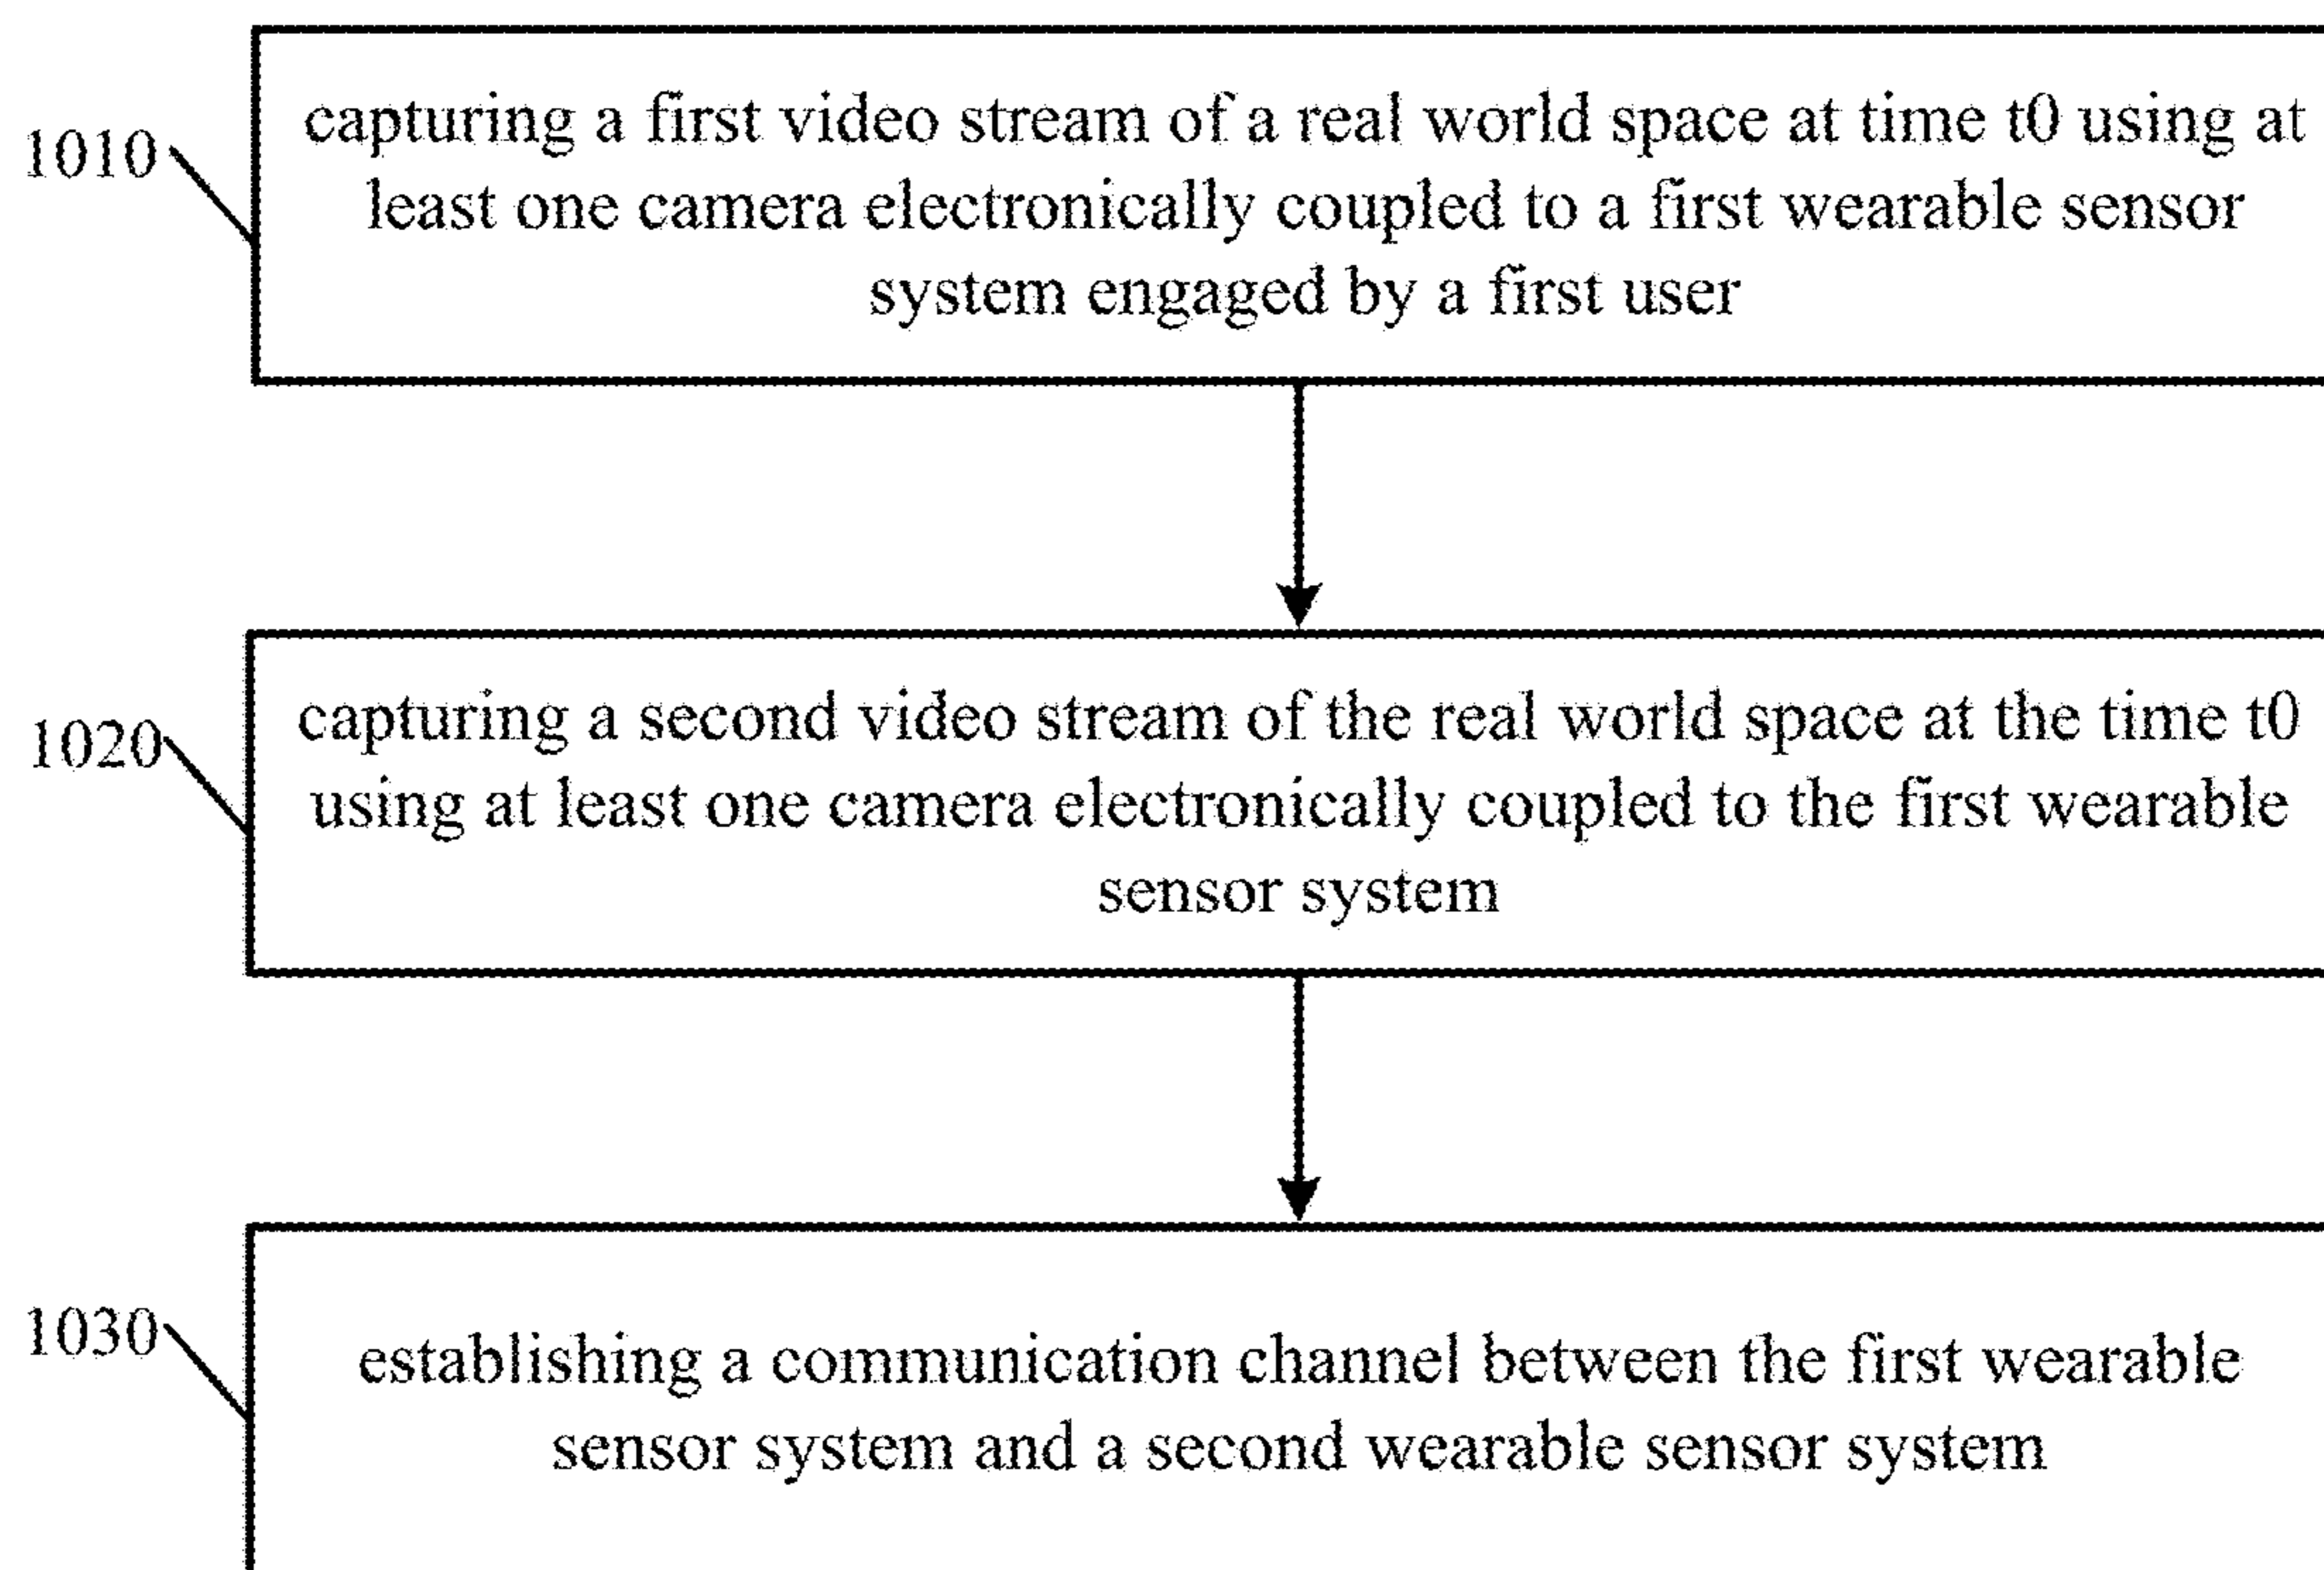 1010
capturing a first video stream of a real world space at time t0 using at
least one camera electronically coupled to a first wearable sensor
system engaged by a first user
1020
capturing a second video stream of the real world space at the time t0
using at least one camera electronically coupled to the first wearable
sensor system
1030
establishing a communication channel between the first wearable
sensor system and a second wearable sensor system